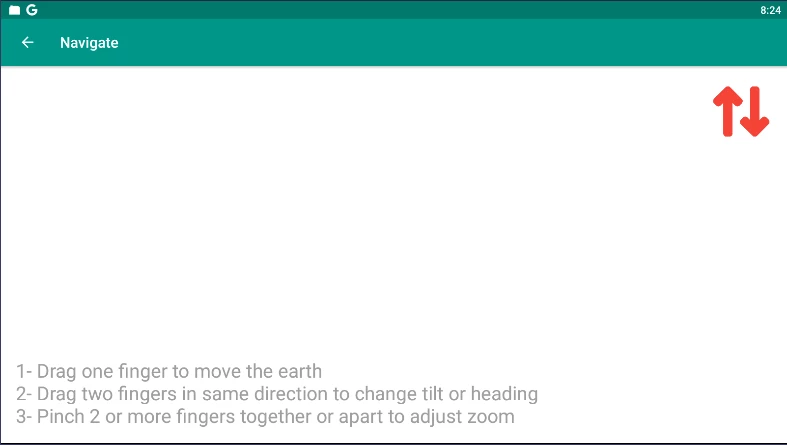 G 8:24
Navigate
1- Drag one finger to move the earth
2- Drag two fingers in same direction to change tilt or heading
3- Pinch 2 or more fingers together or apart to adjust zoom